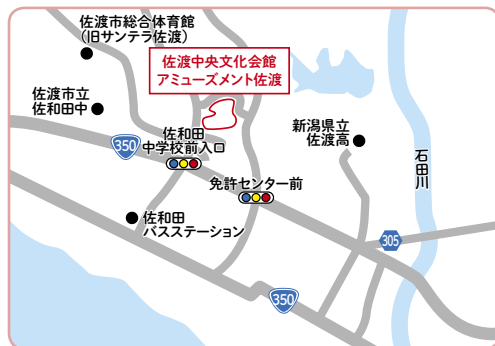 佐渡市総合体育館
（旧サンテラ佐渡）
佐渡中央文化会館
アミューズメント佐渡
佐渡市立
佐和田中
350
佐和田
中学校前入口
新潟県立
佐渡高
石田川
免許センター前
佐和田
バスステーション
305
350